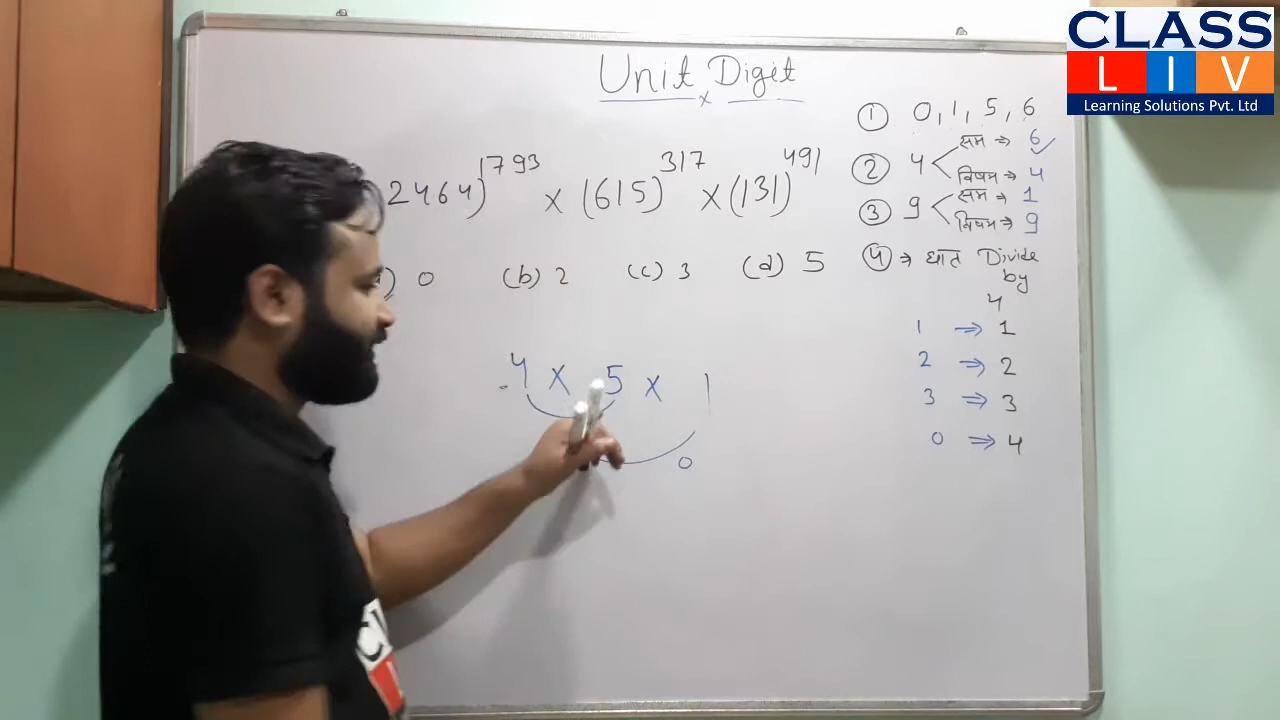 CLASS
LIV
Learning Solutions Pvt. Ltd
Unit Digit
x
2464)^1793 × (615)^317 × (131)^491
) 0 (b) 2 (c) 3 (d) 5
4 × 5 × 1
0
① 0, 1, 5, 6
② 4 सम ⇒ 6 ✓
विषम → 4
③ 9 सम ⇒ 1
विषम ⇒ 9
④ ⇒ घात Divide
by
4
1 ⇒ 1
2 ⇒ 2
3 ⇒ 3
0 ⇒ 4